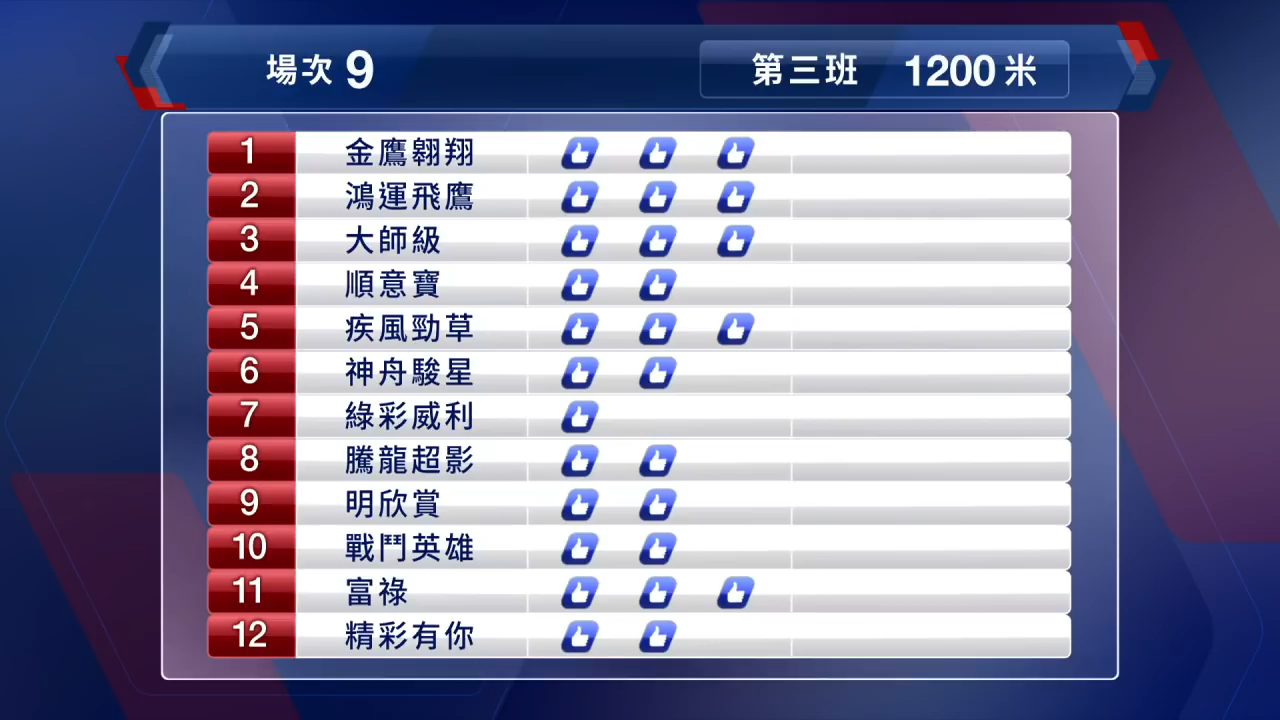 場次 9
第三班 1200 米
1 金鷹翱翔
2 鴻運飛鷹
3 大師級
4 順意寶
5 疾風勁草
6 神舟駿星
7 綠彩威利
8 騰龍超影
9 明欣賞
10 戰鬥英雄
11 富祿
12 精彩有你